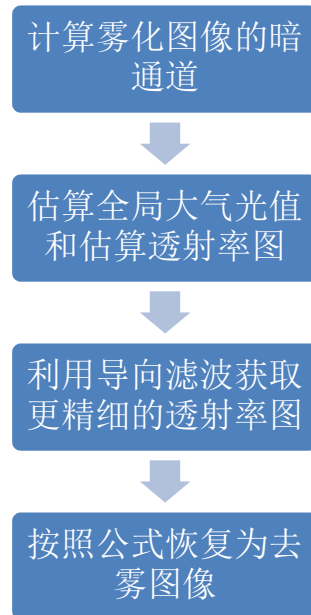 计算雾化图像的暗
通道
估算全局大气光值
和估算透射率图
利用导向滤波获取
更精细的透射率图
按照公式恢复为去
雾图像